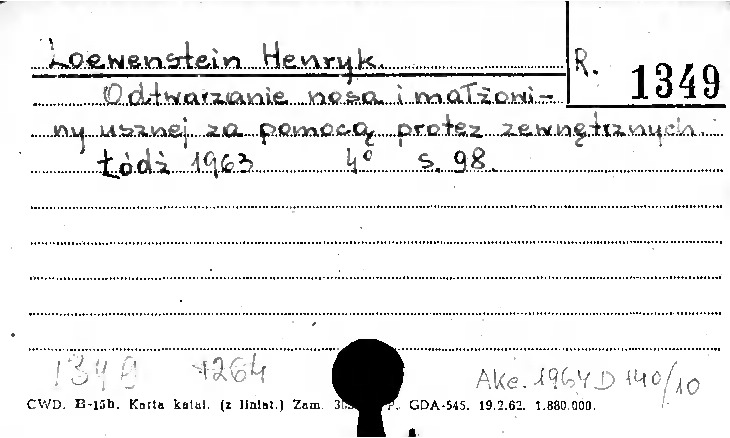 Loewenstein Henryk.
R. 1349
Odtwarzanie nosa i małżowi-
ny usznej za pomocą protez zewnętrznych.
Łódź 1963 4° s. 98.
1349 1264 Akc. 1964 D 140/10
CWD. B-15b. Karta katal. (z liniat.) Zam. GDA-545. 19.2.62. 1.880.000.